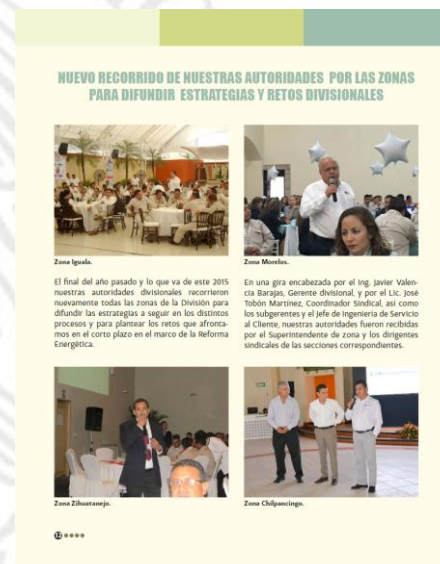 NUEVO RECORRIDO DE NUESTRAS AUTORIDADES POR LAS ZONAS
PARA DIFUNDIR ESTRATEGIAS Y RETOS DIVISIONALES
Zona Iguala.
El final del año pasado y lo que va de este 2015
nuestras autoridades divisionales recorrieron
nuevamente todas las zonas de la División para
difundir las estrategias a seguir en los distintos
procesos y para plantear los retos que afronta-
mos en el corto plazo en el marco de la Reforma
Energética.
Zona Morelos.
En una gira encabezada por el Ing. Javier Valen-
cia Barajas, Gerente divisional, y por el Lic. José
Tobón Martínez, Coordinador Sindical, así como
los subgerentes y el Jefe de Ingeniería de Servicio
al Cliente, nuestras autoridades fueron recibidas
por el Superintendente de zona y los dirigentes
sindicales de las secciones correspondientes.
Zona Zihuatanejo.
Zona Chilpancingo.
12